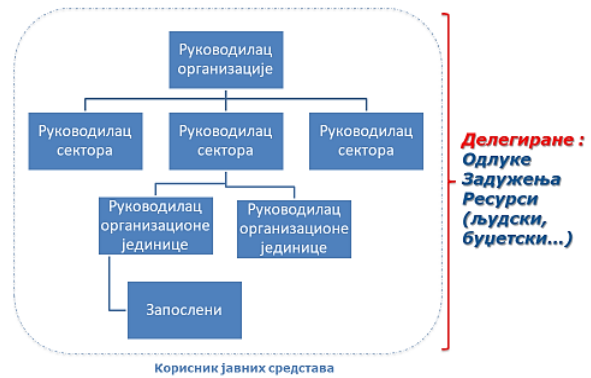 Руководилац
организације
Руководилац
сектора
Руководилац
сектора
Руководилац
сектора
Руководилац
организационе
јединице
Руководилац
организационе
јединице
Запослени
Делегиране :
Одлуке
Задужења
Ресурси
(људски,
буџетски...)
Корисник јавних средстава